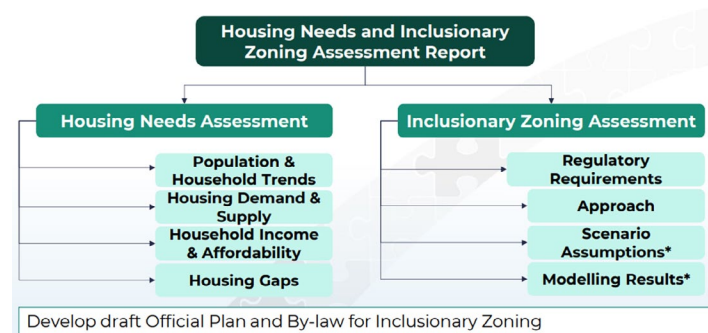 Housing Needs and Inclusionary
Zoning Assessment Report
Housing Needs Assessment
Population &
Household Trends
Housing Demand &
Supply
Household Income
& Affordability
Housing Gaps
Inclusionary Zoning Assessment
Regulatory
Requirements
Approach
Scenario
Assumptions*
Modelling Results*
Develop draft Official Plan and By-law for Inclusionary Zoning